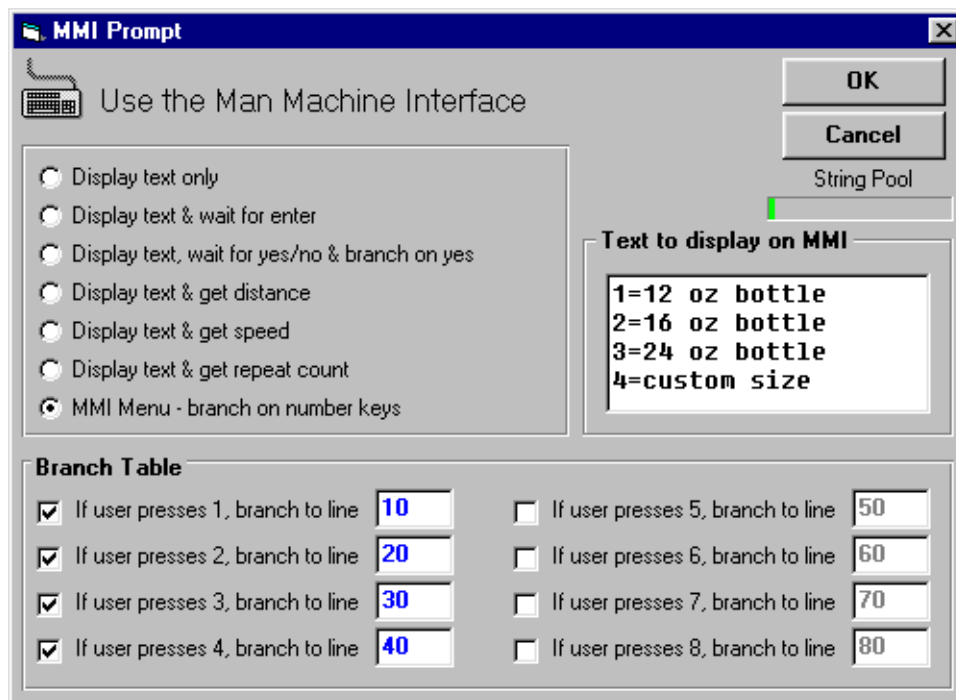 MMI Prompt
Use the Man Machine Interface
OK
Cancel
String Pool
Display text only
Display text & wait for enter
Display text, wait for yes/no & branch on yes
Display text & get distance
Display text & get speed
Display text & get repeat count
MMI Menu - branch on number keys
Text to display on MMI
1=12 oz bottle
2=16 oz bottle
3=24 oz bottle
4=custom size
Branch Table
If user presses 1, branch to line 10
If user presses 2, branch to line 20
If user presses 3, branch to line 30
If user presses 4, branch to line 40
If user presses 5, branch to line 50
If user presses 6, branch to line 60
If user presses 7, branch to line 70
If user presses 8, branch to line 80